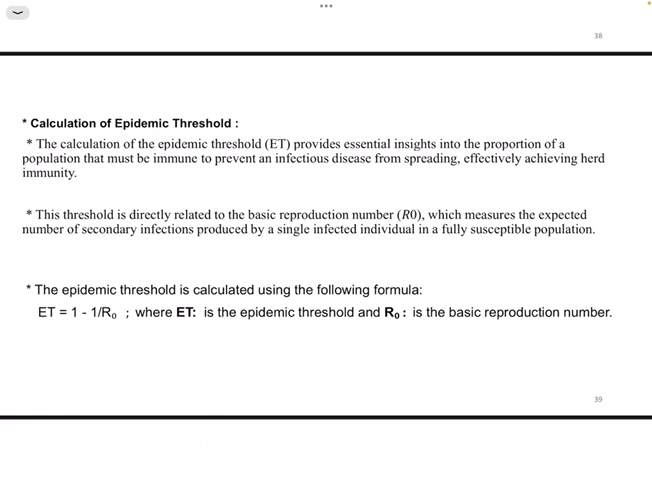 38
* Calculation of Epidemic Threshold :
* The calculation of the epidemic threshold (ET) provides essential insights into the proportion of a
population that must be immune to prevent an infectious disease from spreading, effectively achieving herd
immunity.
* This threshold is directly related to the basic reproduction number (R0), which measures the expected
number of secondary infections produced by a single infected individual in a fully susceptible population.
* The epidemic threshold is calculated using the following formula:
ET = 1 - 1/R₀ ; where ET: is the epidemic threshold and R₀ : is the basic reproduction number.
39